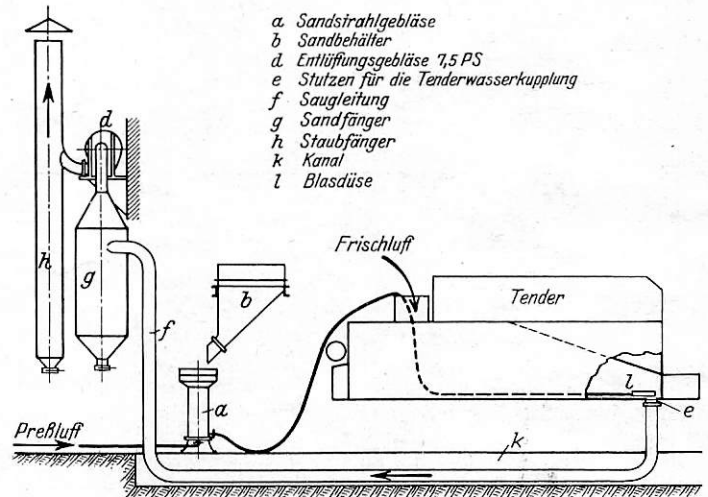 a Sandstrahlgebläse
b Sandbehälter
d Entlüftungsgebläse 7,5 PS
e Stutzen für die Tenderwasserkupplung
f Saugleitung
g Sandfänger
h Staubfänger
k Kanal
l Blasdüse
d
h
g
f
b
a
Frischluft
Tender
l
e
Preßluft
k